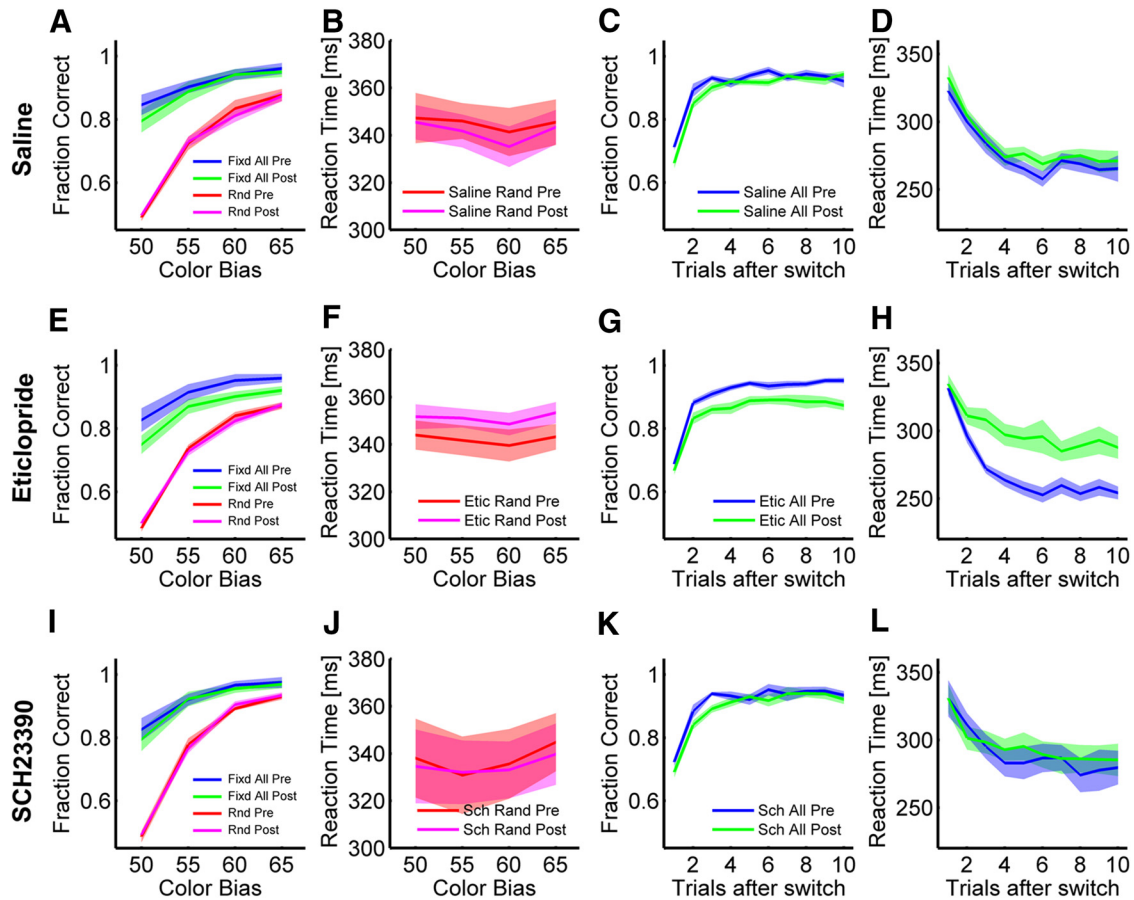 A
B
C
D
Saline
Fraction Correct
1
0.8
0.6
Fixd All Pre
Fixd All Post
Rnd Pre
Rnd Post
50 55 60 65
Color Bias
Reaction Time [ms]
380
360
340
320
300
Saline Rand Pre
Saline Rand Post
50 55 60 65
Color Bias
Fraction Correct
1
0.8
0.6
Saline All Pre
Saline All Post
2 4 6 8 10
Trials after switch
Reaction Time [ms]
350
300
250
2 4 6 8 10
Trials after switch
E
F
G
H
Eticlopride
Fraction Correct
1
0.8
0.6
Fixd All Pre
Fixd All Post
Rnd Pre
Rnd Post
50 55 60 65
Color Bias
Reaction Time [ms]
380
360
340
320
300
Etic Rand Pre
Etic Rand Post
50 55 60 65
Color Bias
Fraction Correct
1
0.8
0.6
Etic All Pre
Etic All Post
2 4 6 8 10
Trials after switch
Reaction Time [ms]
350
300
250
2 4 6 8 10
Trials after switch
I
J
K
L
SCH23390
Fraction Correct
1
0.8
0.6
Fixd All Pre
Fixd All Post
Rnd Pre
Rnd Post
50 55 60 65
Color Bias
Reaction Time [ms]
380
360
340
320
300
Sch Rand Pre
Sch Rand Post
50 55 60 65
Color Bias
Fraction Correct
1
0.8
0.6
Sch All Pre
Sch All Post
2 4 6 8 10
Trials after switch
Reaction Time [ms]
350
300
250
2 4 6 8 10
Trials after switch